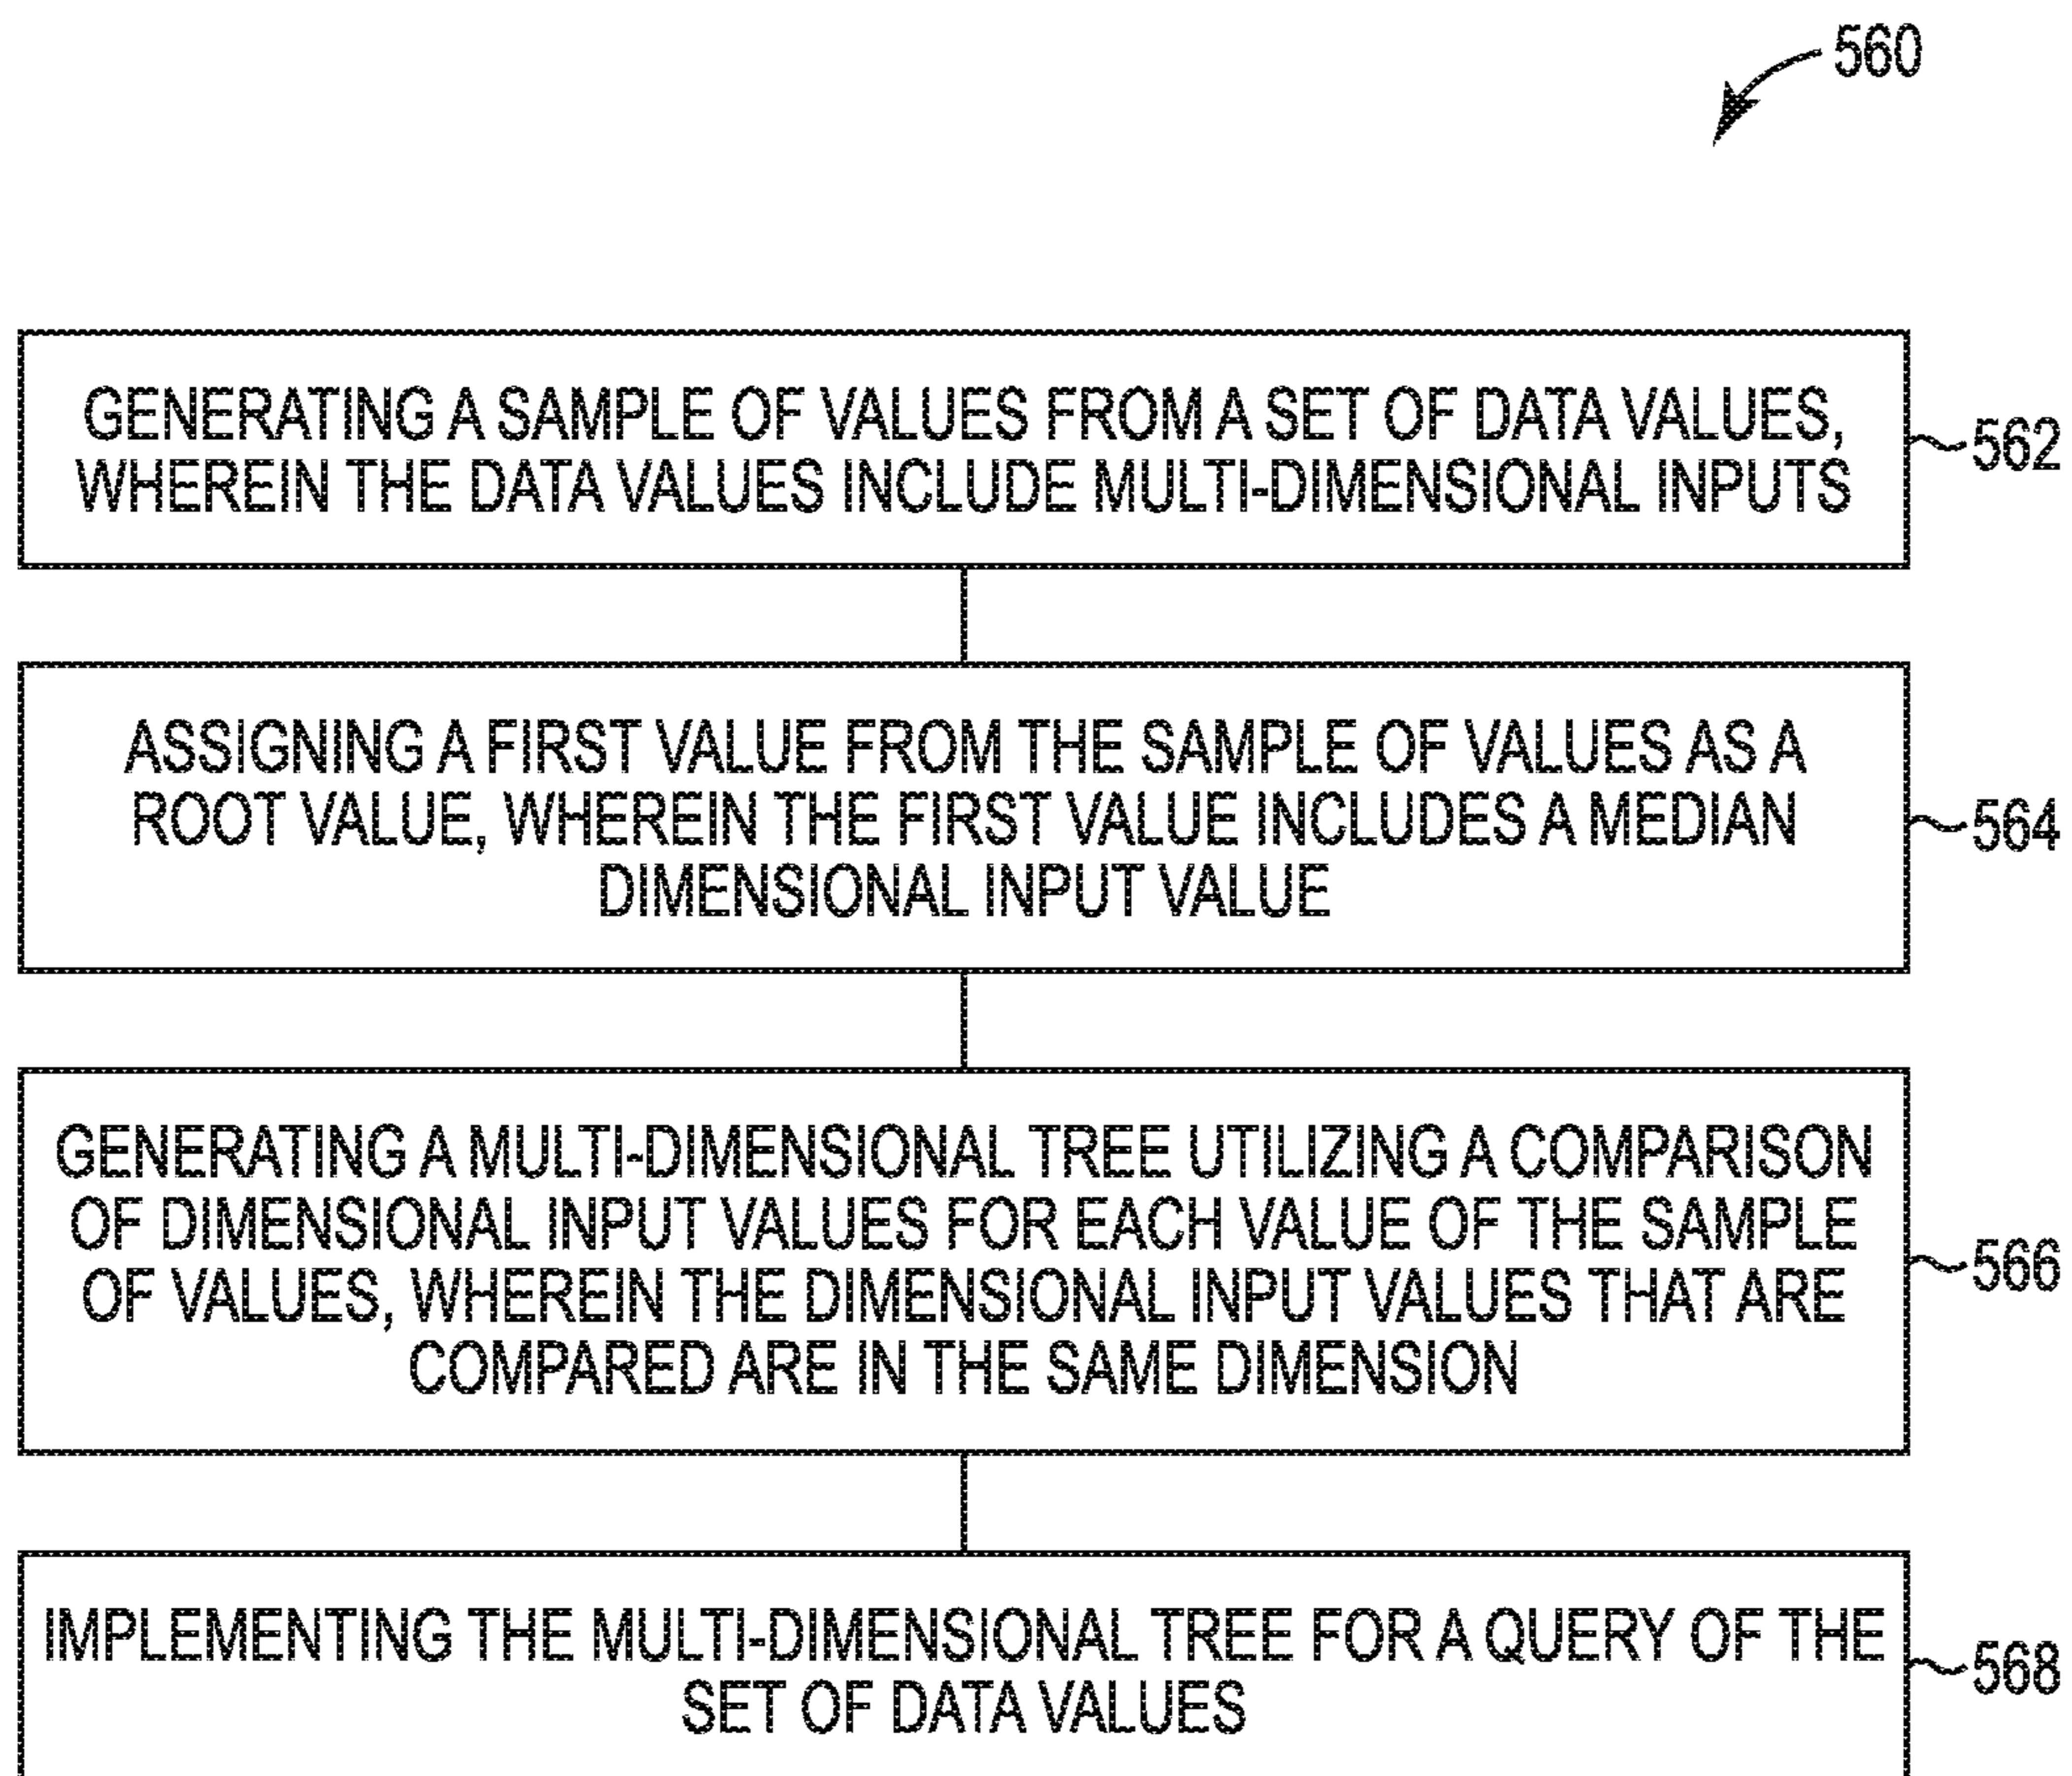 560
GENERATING A SAMPLE OF VALUES FROM A SET OF DATA VALUES,
WHEREIN THE DATA VALUES INCLUDE MULTI-DIMENSIONAL INPUTS
562
ASSIGNING A FIRST VALUE FROM THE SAMPLE OF VALUES AS A
ROOT VALUE, WHEREIN THE FIRST VALUE INCLUDES A MEDIAN
DIMENSIONAL INPUT VALUE
564
GENERATING A MULTI-DIMENSIONAL TREE UTILIZING A COMPARISON
OF DIMENSIONAL INPUT VALUES FOR EACH VALUE OF THE SAMPLE
OF VALUES, WHEREIN THE DIMENSIONAL INPUT VALUES THAT ARE
COMPARED ARE IN THE SAME DIMENSION
566
IMPLEMENTING THE MULTI-DIMENSIONAL TREE FOR A QUERY OF THE
SET OF DATA VALUES
568